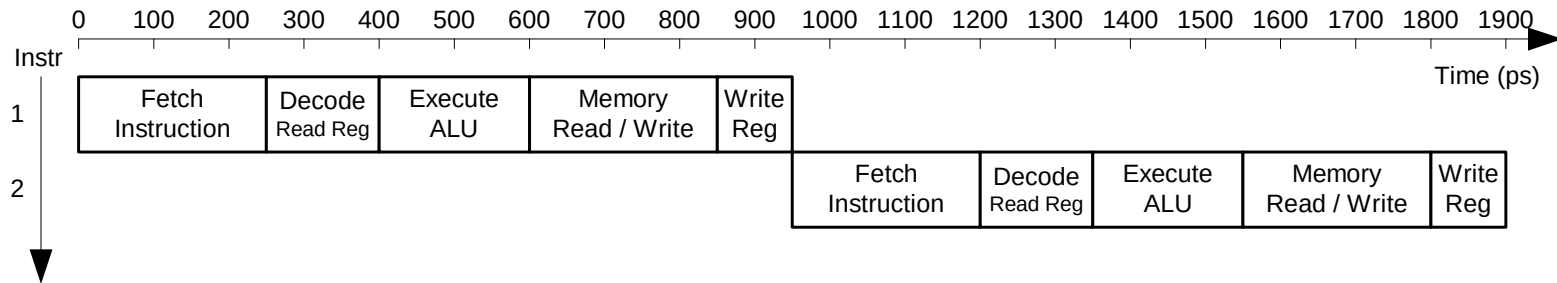 0 100 200 300 400 500 600 700 800 900 1000 1100 1200 1300 1400 1500 1600 1700 1800 1900
Instr
Time (ps)
1
Fetch
Instruction
Decode
Read Reg
Execute
ALU
Memory
Read / Write
Write
Reg
2
Fetch
Instruction
Decode
Read Reg
Execute
ALU
Memory
Read / Write
Write
Reg